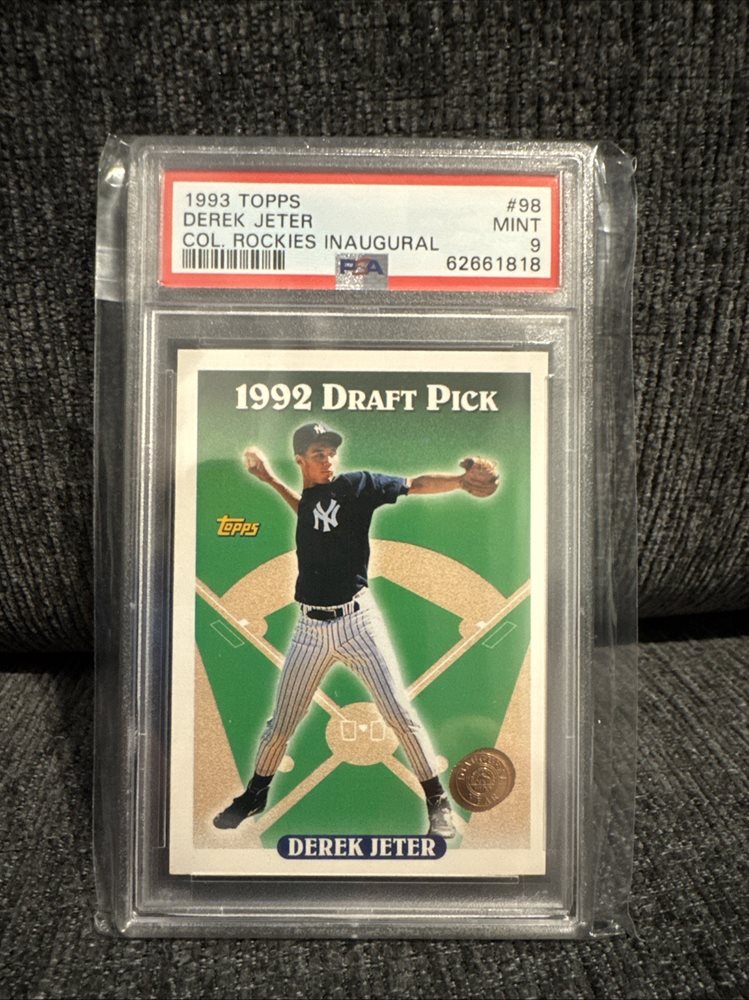 1993 TOPPS #98
DEREK JETER MINT
COL. ROCKIES INAUGURAL 9
PSA 62661818
1992 DRAFT PICK
NY
topps
NY
DEREK JETER